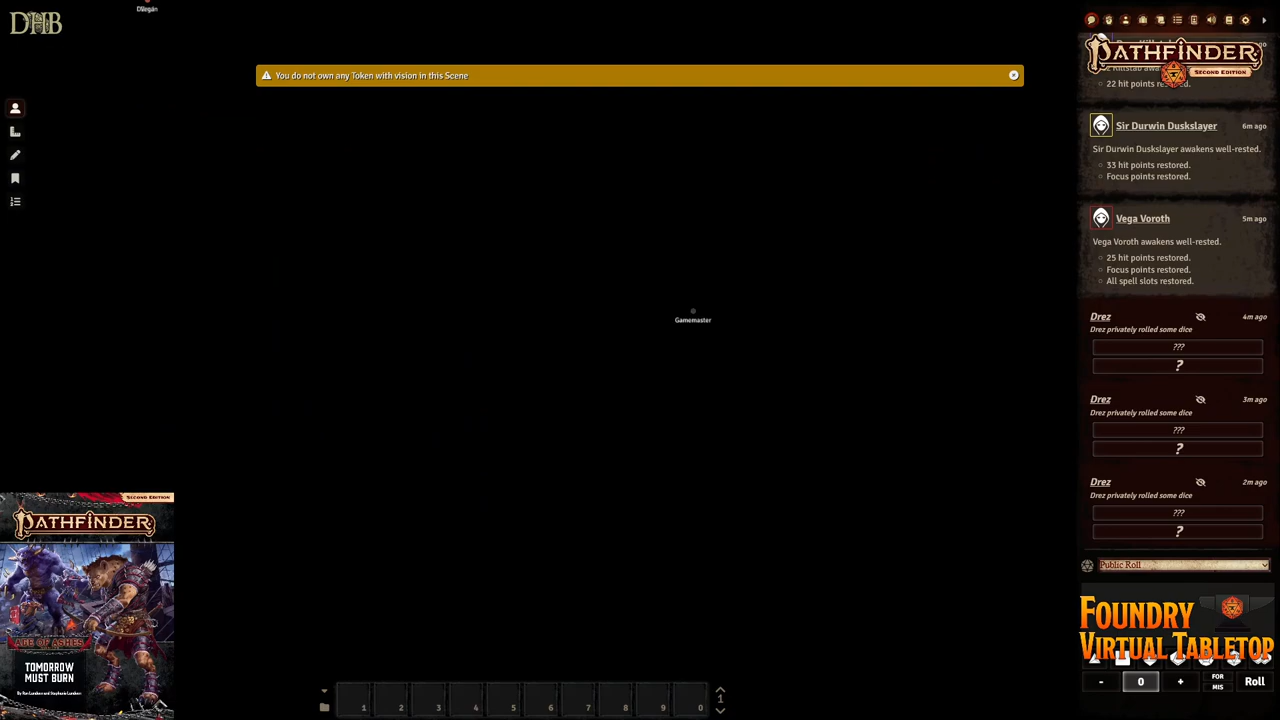 DHB
You do not own any Token with vision in this Scene
Gamemaster
PATHFINDER
SECOND EDITION
22 hit points restored.
Sir Durwin Duskslayer
6m ago
Sir Durwin Duskslayer awakens well-rested.
33 hit points restored.
Focus points restored.
Vega Voroth
5m ago
Vega Voroth awakens well-rested.
25 hit points restored.
Focus points restored.
All spell slots restored.
Drez
4m ago
Drez privately rolled some dice
???
?
Drez
3m ago
Drez privately rolled some dice
???
?
Drez
2m ago
Drez privately rolled some dice
???
?
Public Roll
FOUNDRY
VIRTUAL TABLETOP
- 0 + FOR
MIS
Roll
SECOND EDITION
PATHFINDER
AGE OF ASHES
TOMORROW
MUST BURN
1 2 3 4 5 6 7 8 9 0
1